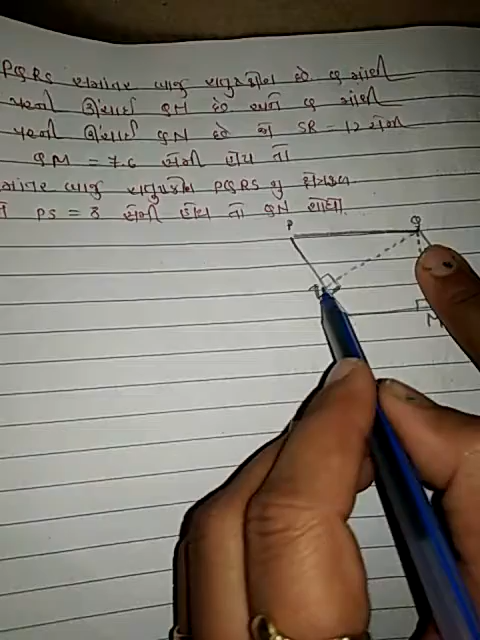 PQRS સમાંતર બાજુ ચતુષ્કોણ છે Q માંથી
પરની ઊંચાઈ QM છે અને Q માંથી
પરની ઊંચાઈ QN છે જો SR = 12 સેમી
QM = 7.6 સેમી હોય તો
સમાંતર બાજુ ચતુષ્કોણ PQRS નું ક્ષેત્રફળ
PS = 8 સેમી હોય તો QN શોધો.
P Q
M